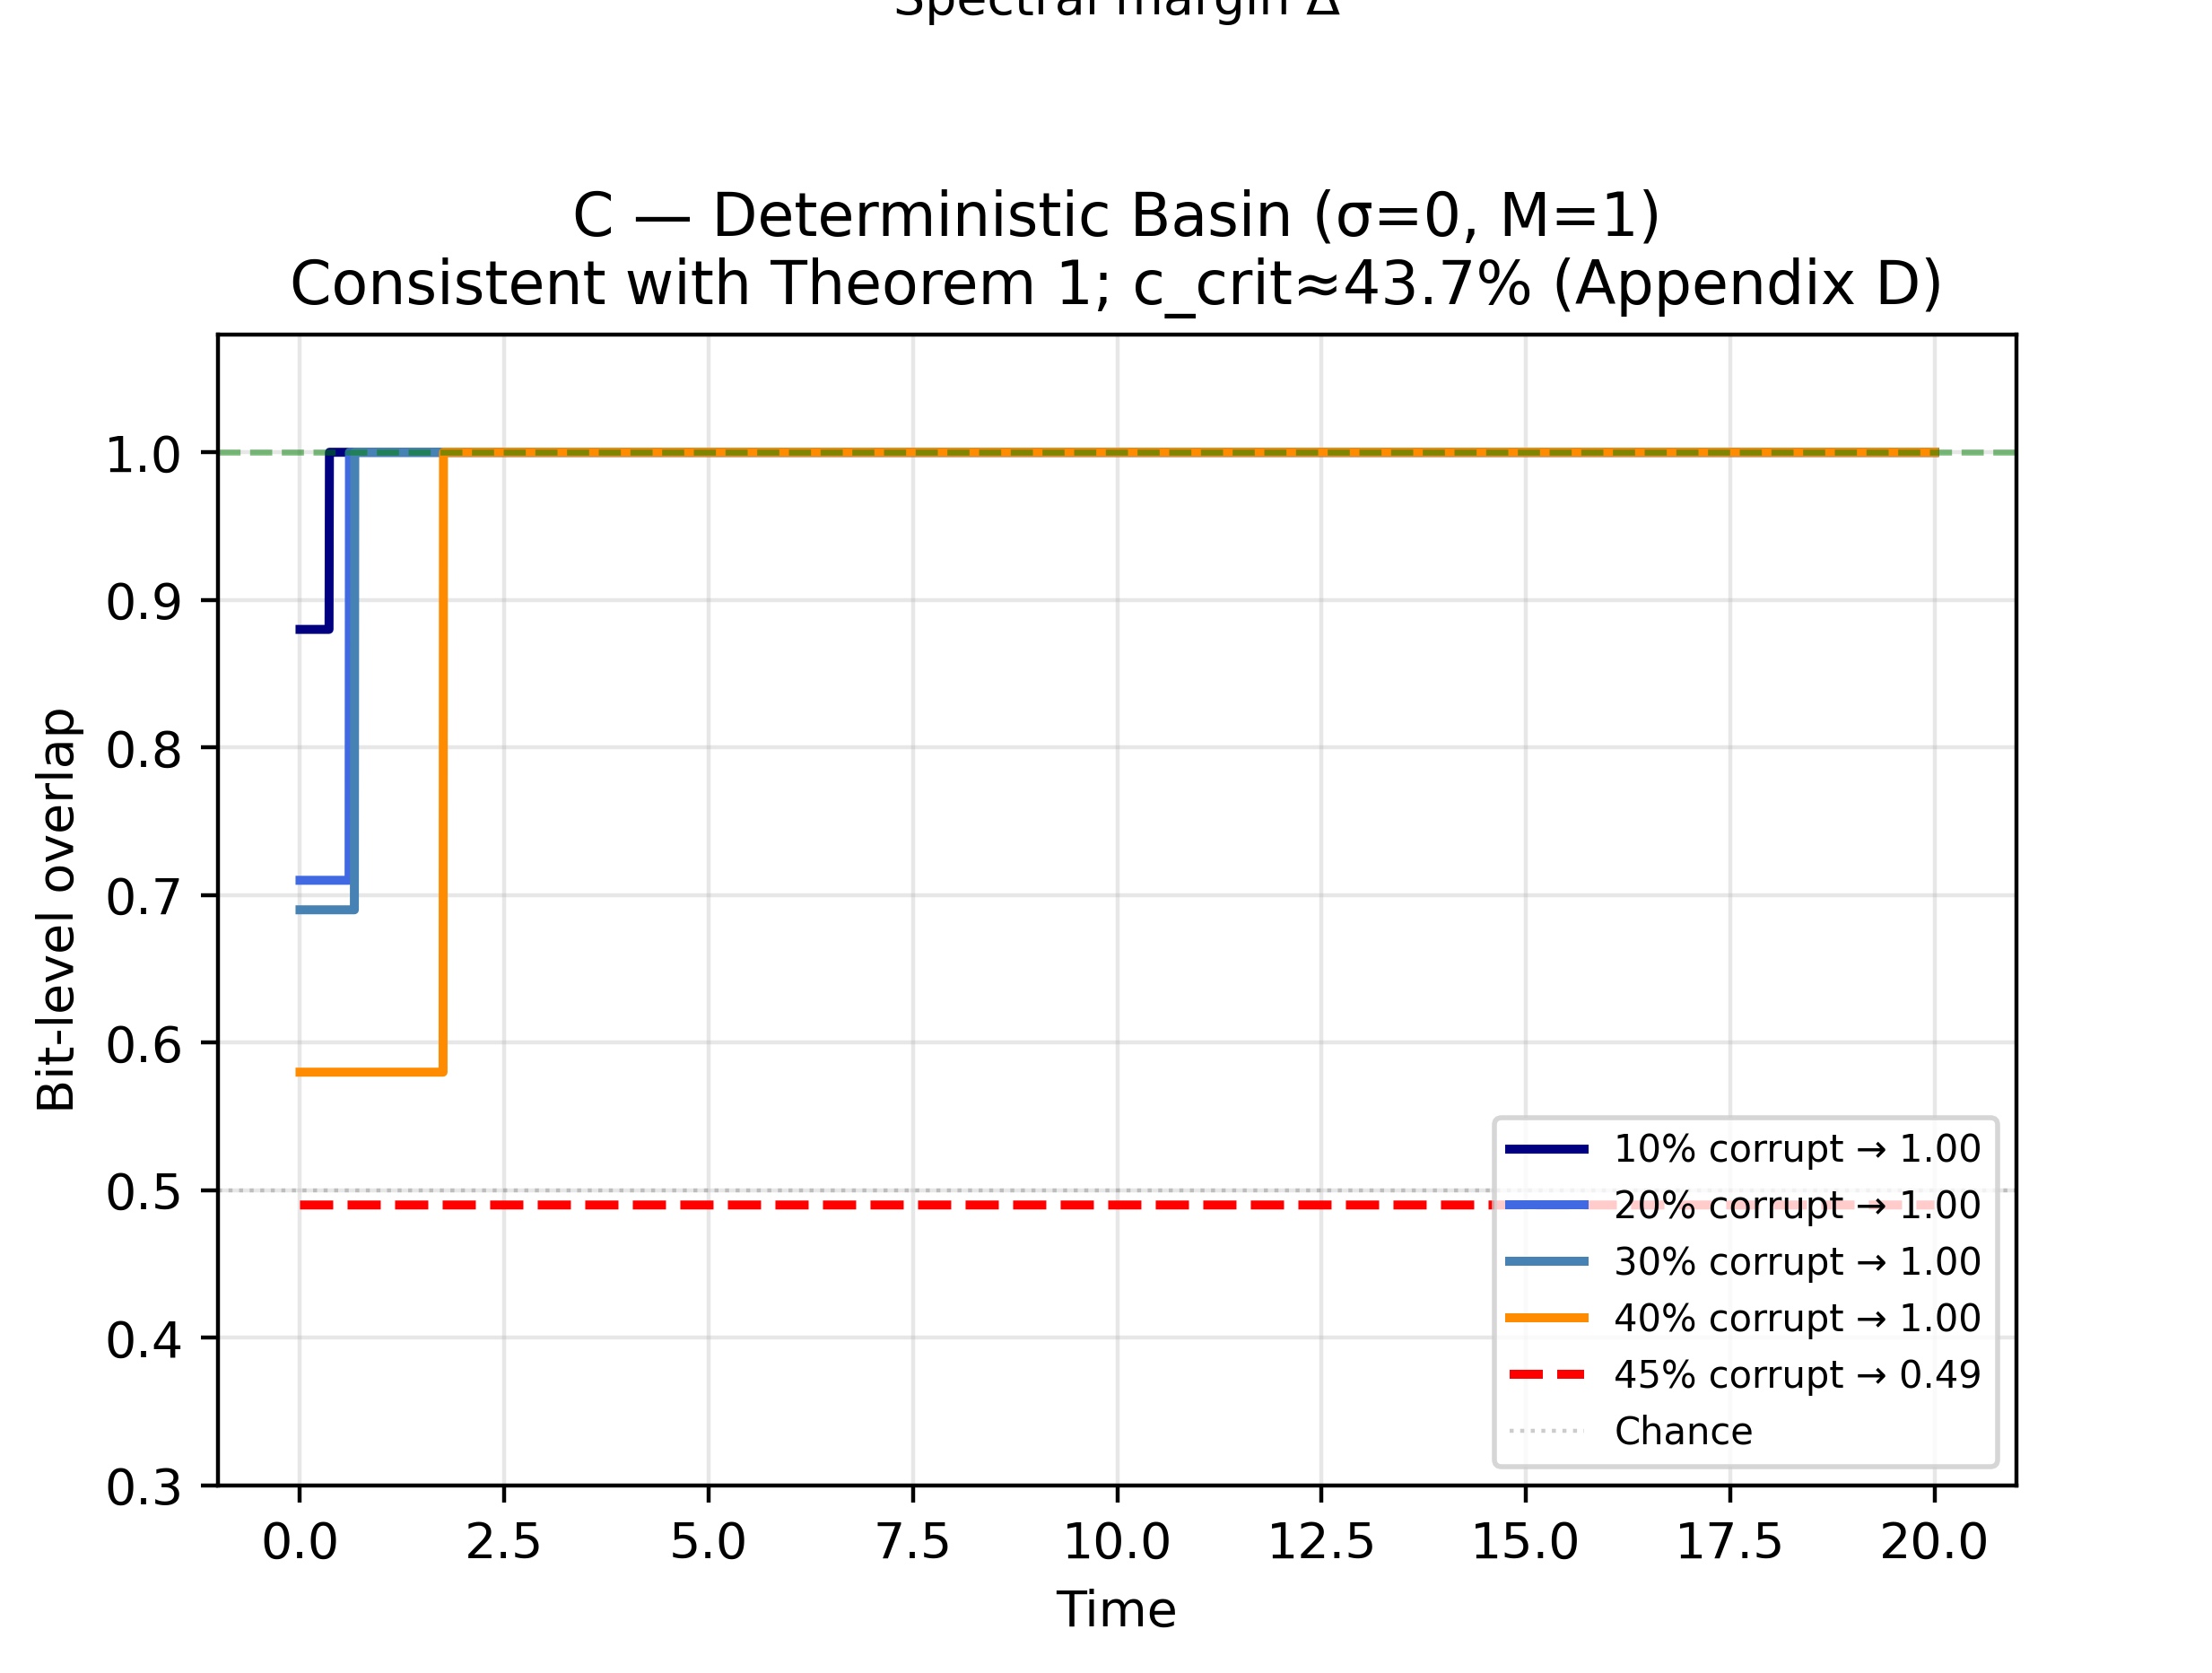 Spectral margin Δ
C — Deterministic Basin (σ=0, M=1)
Consistent with Theorem 1; c_crit≈43.7% (Appendix D)
1.0
0.9
0.8
0.7
0.6
0.5
0.4
0.3
Bit-level overlap
10% corrupt → 1.00
20% corrupt → 1.00
30% corrupt → 1.00
40% corrupt → 1.00
45% corrupt → 0.49
Chance
0.0 2.5 5.0 7.5 10.0 12.5 15.0 17.5 20.0
Time